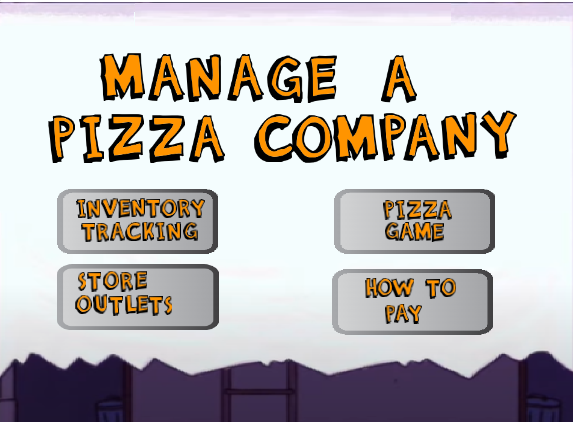 MANAGE A
PIZZA COMPANY
INVENTORY
TRACKING
PIZZA
GAME
STORE
OUTLETS
HOW TO
PAY